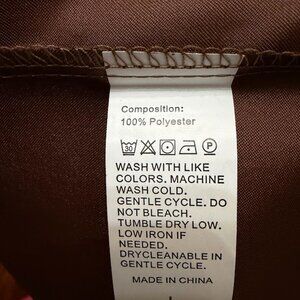 Composition:
100% Polyester
30 P
WASH WITH LIKE
COLORS. MACHINE
WASH COLD.
GENTLE CYCLE. DO
NOT BLEACH.
TUMBLE DRY LOW.
LOW IRON IF
NEEDED.
DRYCLEANABLE IN
GENTLE CYCLE.
MADE IN CHINA